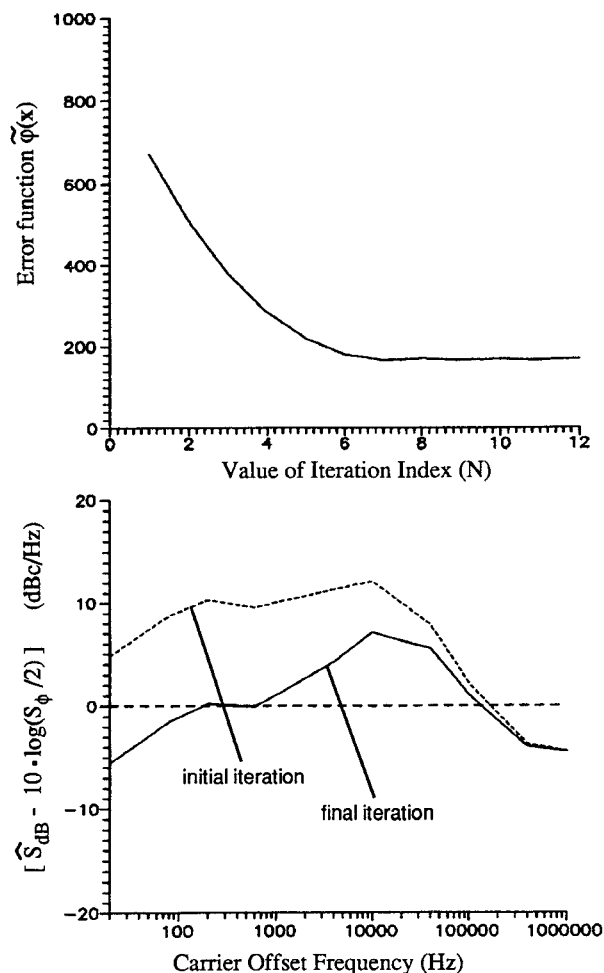 1000
800
600
400
200
0
Error function φ̃(x)
0 2 4 6 8 10 12
Value of Iteration Index (N)
20
10
0
−10
−20
[ ŜdB - 10 • log(Sϕ /2) ] (dBc/Hz)
initial iteration
final iteration
100 1000 10000 100000 1000000
Carrier Offset Frequency (Hz)